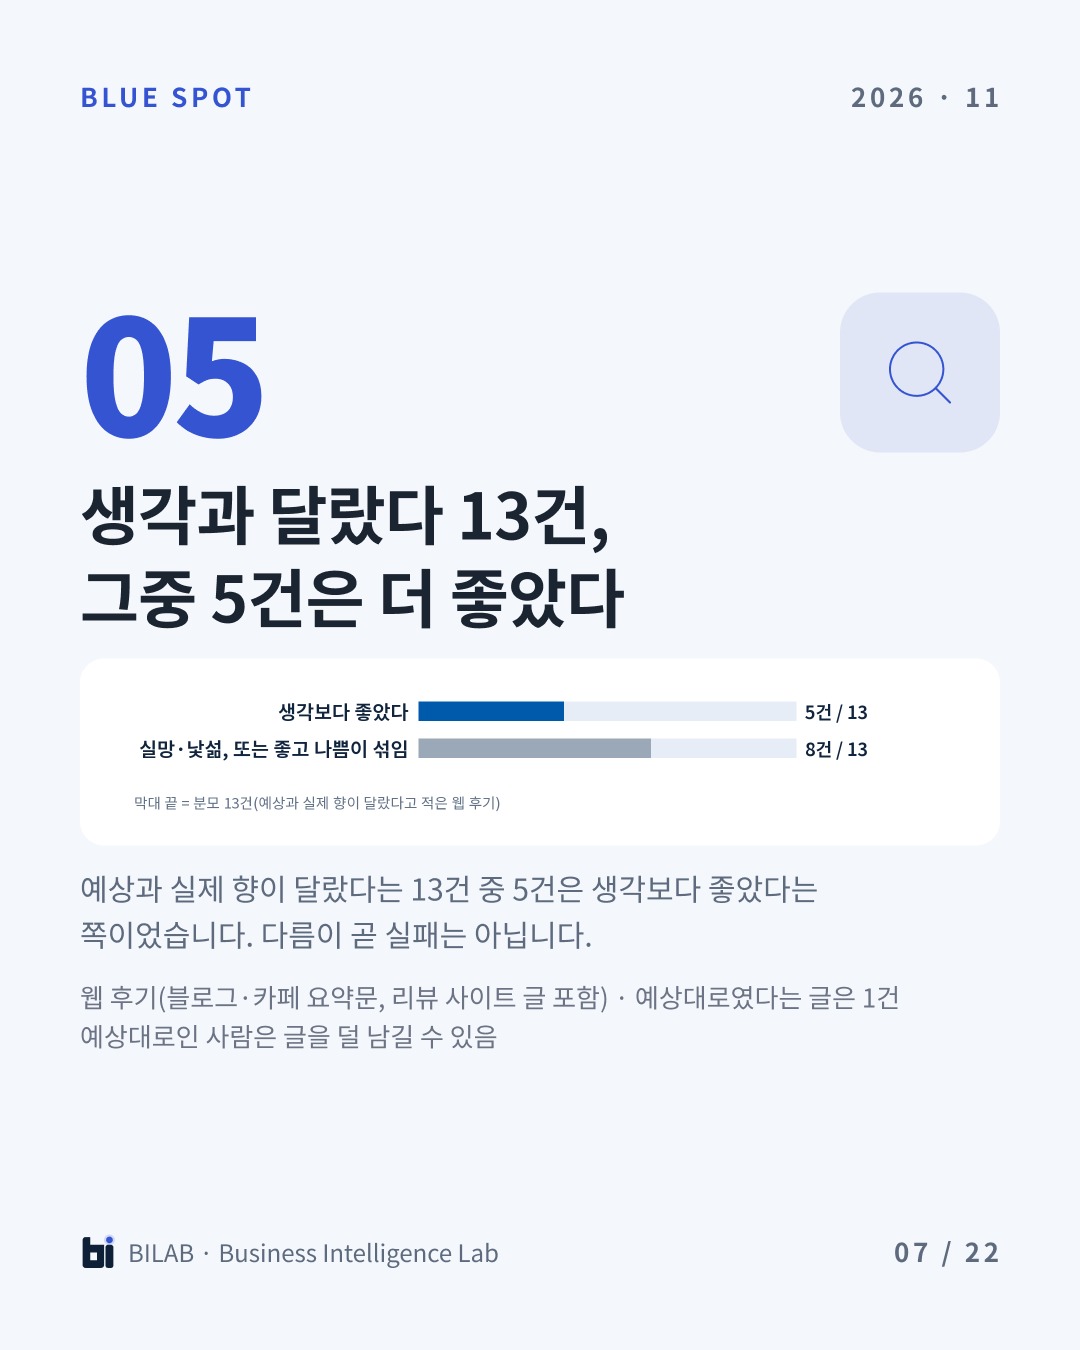 BLUE SPOT
2026 · 11
05
생각과 달랐다 13건,
그중 5건은 더 좋았다
생각보다 좋았다 5건 / 13
실망·낯섦, 또는 좋고 나쁨이 섞임 8건 / 13
막대 끝 = 분모 13건(예상과 실제 향이 달랐다고 적은 웹 후기)
예상과 실제 향이 달랐다는 13건 중 5건은 생각보다 좋았다는
쪽이었습니다. 다름이 곧 실패는 아닙니다.
웹 후기(블로그·카페 요약문, 리뷰 사이트 글 포함) · 예상대로였다는 글은 1건
예상대로인 사람은 글을 덜 남길 수 있음
bi BILAB · Business Intelligence Lab
07 / 22